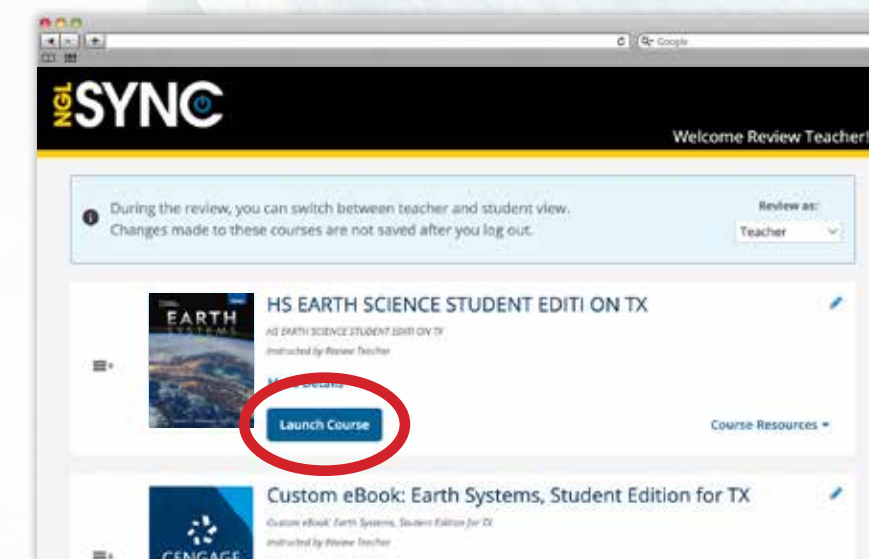 Google
NGL SYNC
Welcome Review Teacher!
During the review, you can switch between teacher and student view.
Changes made to these courses are not saved after you log out.
Review as:
Teacher
EARTH
SYSTEMS
HS EARTH SCIENCE STUDENT EDITI ON TX
HS EARTH SCIENCE STUDENT EDITI ON TX
Instructed by Review Teacher
More Details
Launch Course
Course Resources
Custom eBook: Earth Systems, Student Edition for TX
Custom eBook: Earth Systems, Student Edition for TX
Instructed by Review Teacher
CENGAGE